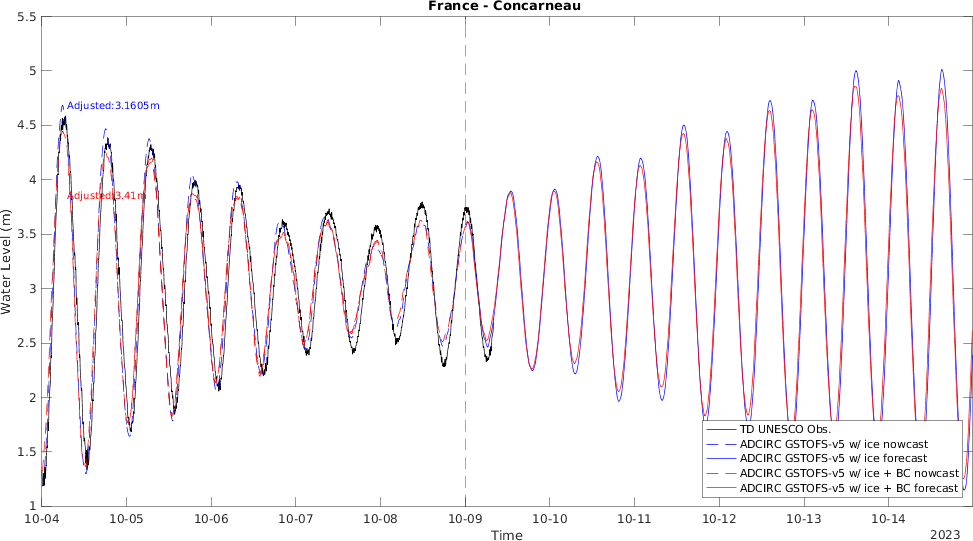 France - Concarneau
5.5
5
4.5
4
3.5
3
2.5
2
1.5
1
Water Level (m)
Adjusted:3.1605m
Adjusted:3.41m
TD UNESCO Obs.
ADCIRC GSTOFS-v5 w/ ice nowcast
ADCIRC GSTOFS-v5 w/ ice forecast
ADCIRC GSTOFS-v5 w/ ice + BC nowcast
ADCIRC GSTOFS-v5 w/ ice + BC forecast
10-04 10-05 10-06 10-07 10-08 10-09 10-10 10-11 10-12 10-13 10-14
Time
2023